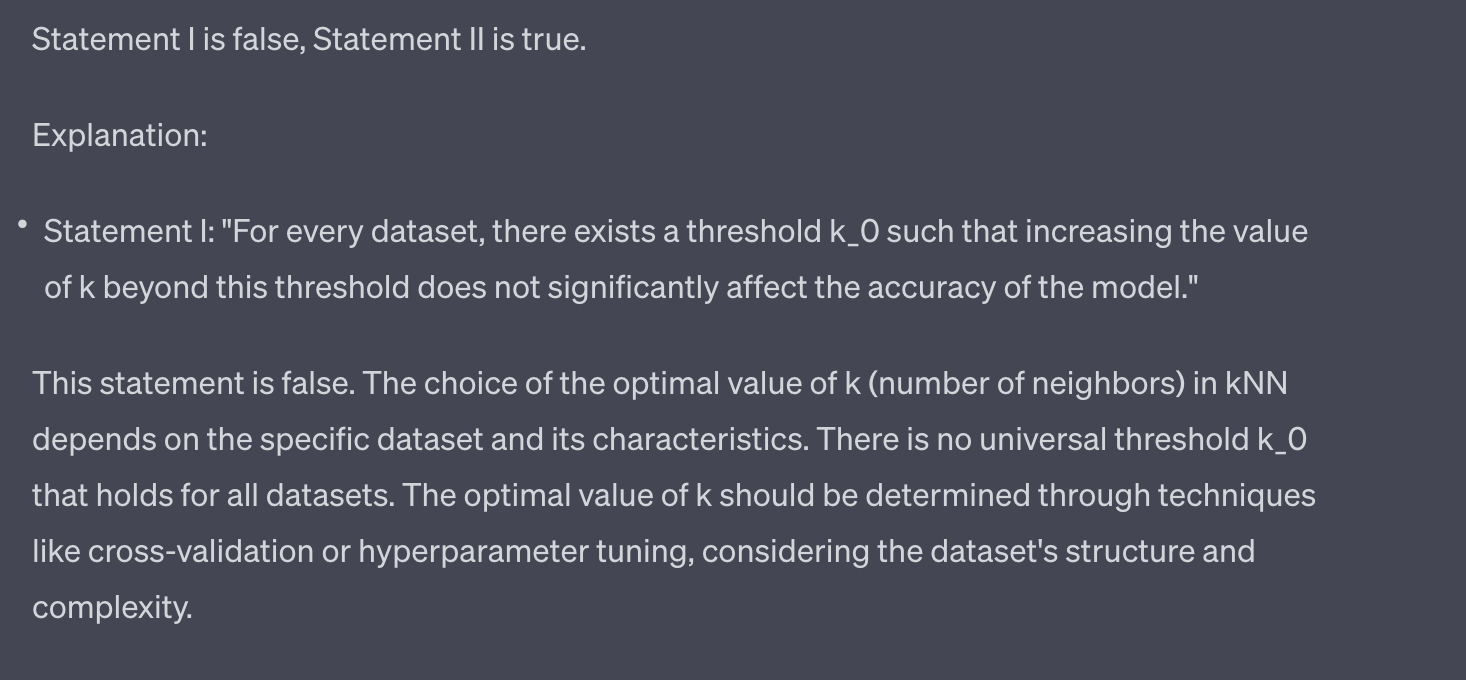 Statement I is false, Statement II is true.
Explanation:
• Statement I: "For every dataset, there exists a threshold k_0 such that increasing the value
of k beyond this threshold does not significantly affect the accuracy of the model."
This statement is false. The choice of the optimal value of k (number of neighbors) in kNN
depends on the specific dataset and its characteristics. There is no universal threshold k_0
that holds for all datasets. The optimal value of k should be determined through techniques
like cross-validation or hyperparameter tuning, considering the dataset's structure and
complexity.